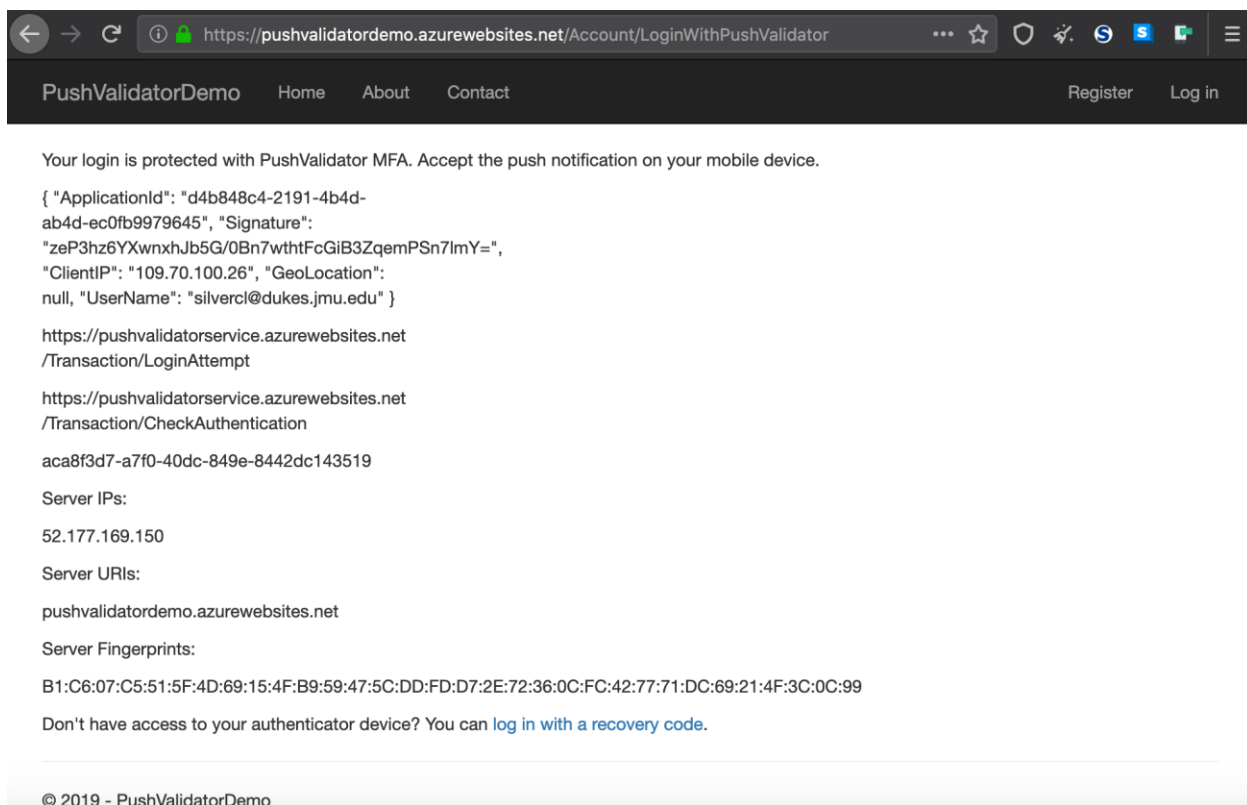 https://pushvalidatordemo.azurewebsites.net/Account/LoginWithPushValidator
PushValidatorDemo Home About Contact Register Log in
Your login is protected with PushValidator MFA. Accept the push notification on your mobile device.
{ "ApplicationId": "d4b848c4-2191-4b4d-
ab4d-ec0fb9979645", "Signature":
"zeP3hz6YXwnxhJb5G/0Bn7wthtFcGiB3ZqemPSn7lmY=",
"ClientIP": "109.70.100.26", "GeoLocation":
null, "UserName": "silvercl@dukes.jmu.edu" }
https://pushvalidatorservice.azurewebsites.net
/Transaction/LoginAttempt
https://pushvalidatorservice.azurewebsites.net
/Transaction/CheckAuthentication
aca8f3d7-a7f0-40dc-849e-8442dc143519
Server IPs:
52.177.169.150
Server URIs:
pushvalidatordemo.azurewebsites.net
Server Fingerprints:
B1:C6:07:C5:51:5F:4D:69:15:4F:B9:59:47:5C:DD:FD:D7:2E:72:36:0C:FC:42:77:71:DC:69:21:4F:3C:0C:99
Don't have access to your authenticator device? You can log in with a recovery code.
© 2019 - PushValidatorDemo